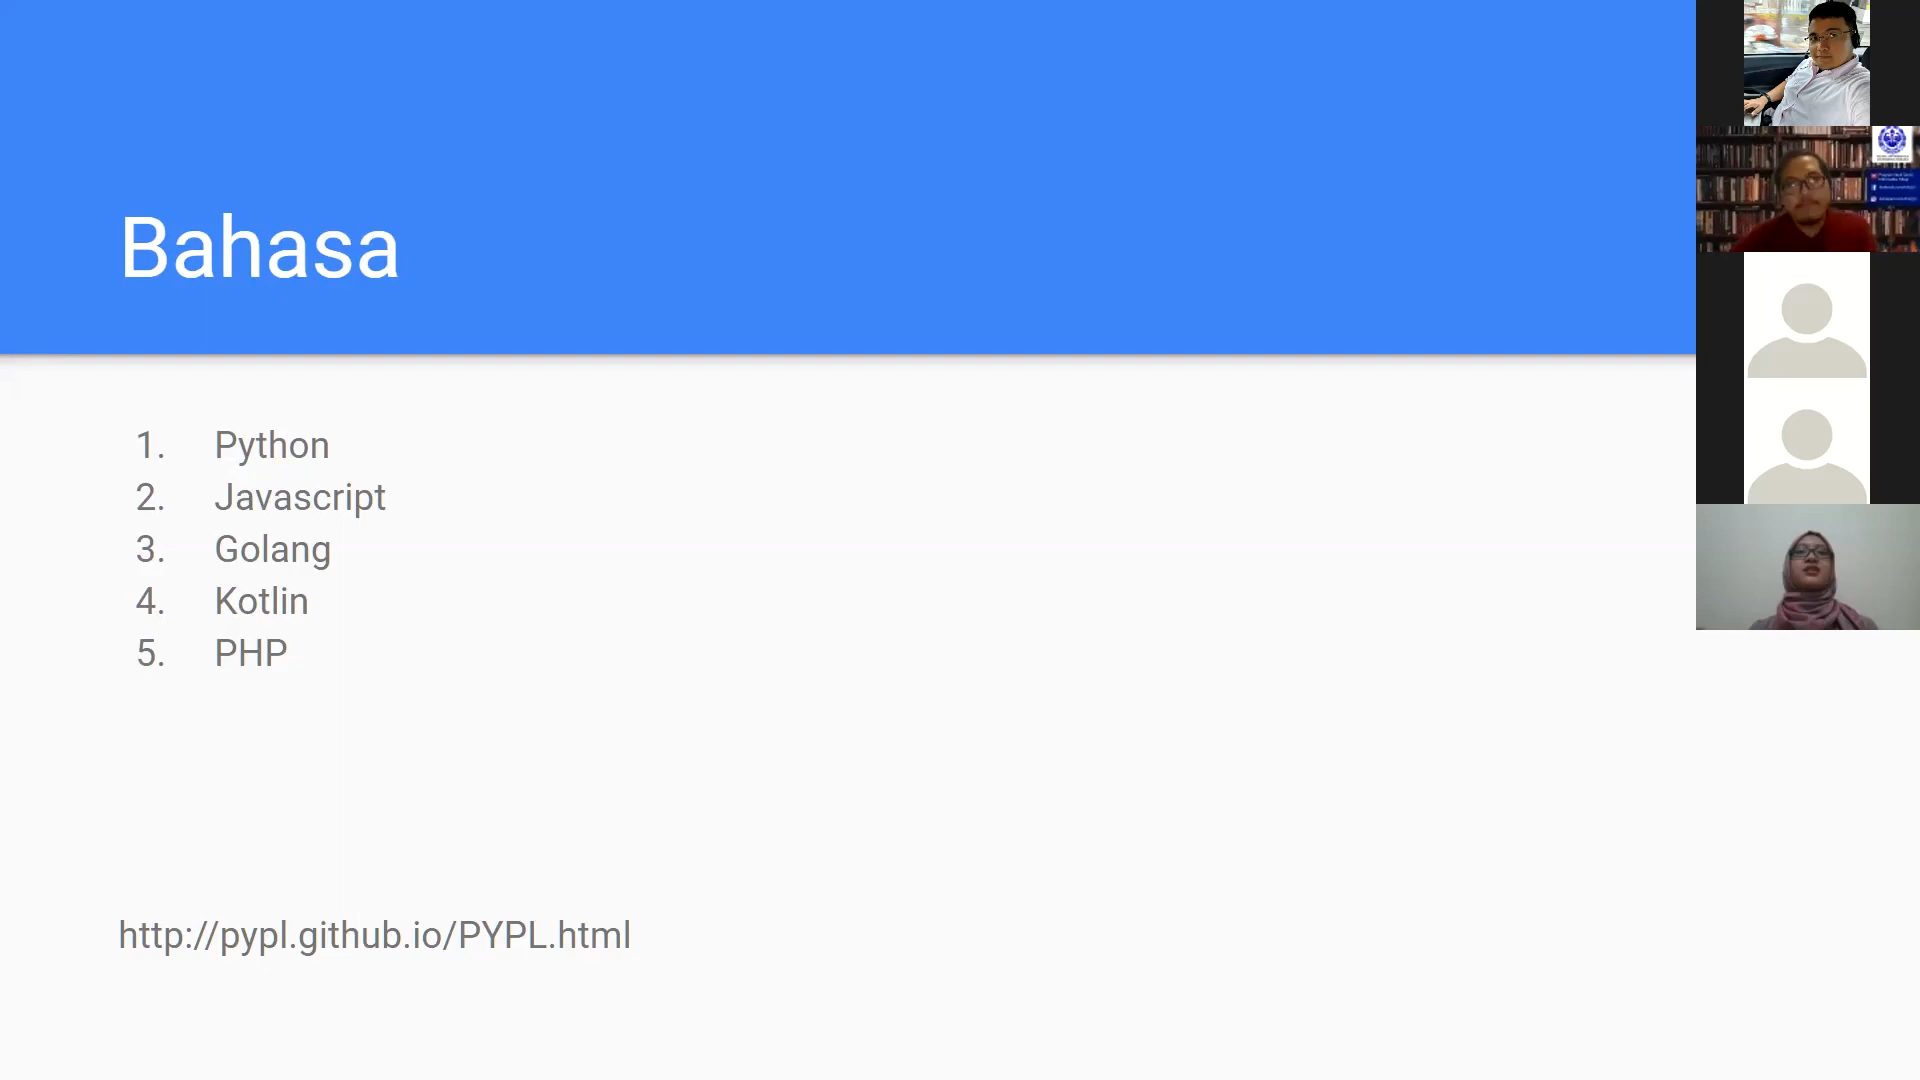 Bahasa
1. Python
2. Javascript
3. Golang
4. Kotlin
5. PHP
http://pypl.github.io/PYPL.html